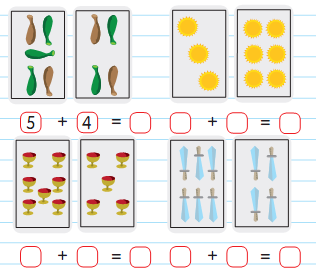 5 + 4 = + =
+ = + =